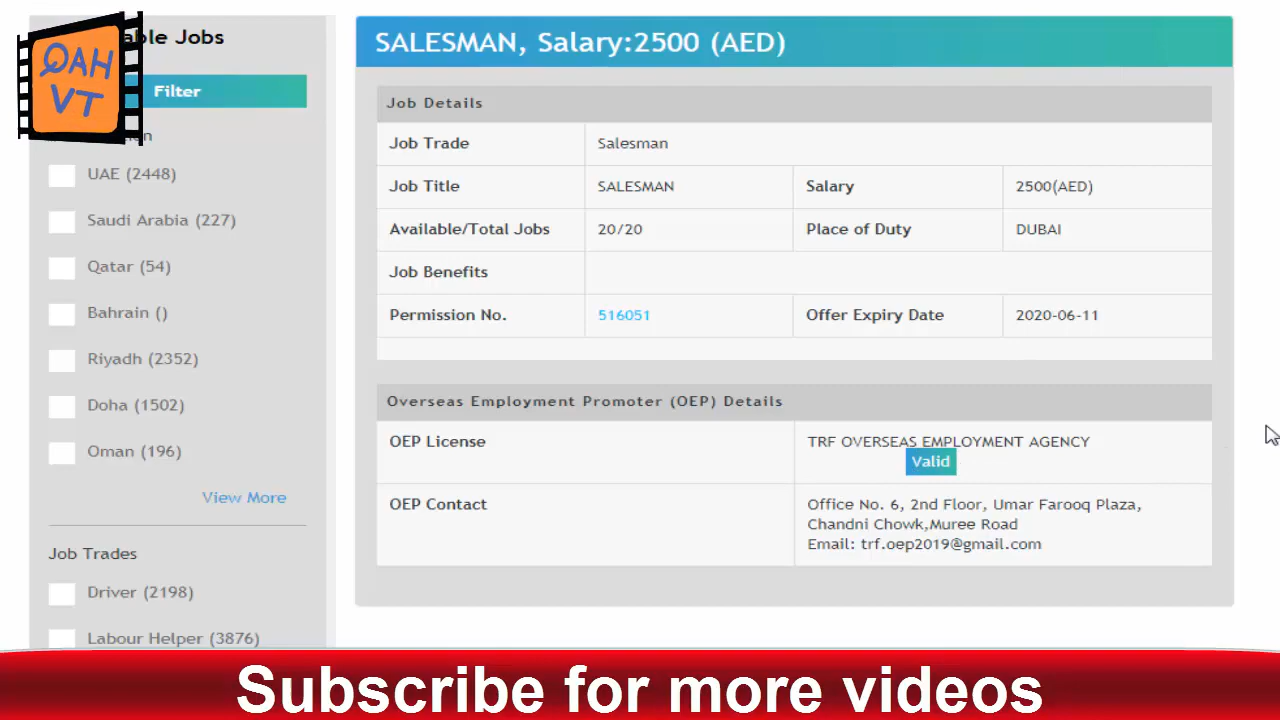 QAH
VT
able Jobs
Filter
UAE (2448)
Saudi Arabia (227)
Qatar (54)
Bahrain ()
Riyadh (2352)
Doha (1502)
Oman (196)
View More
Job Trades
Driver (2198)
Labour Helper (3876)
SALESMAN, Salary:2500 (AED)
Job Details
Job Trade Salesman
Job Title SALESMAN Salary 2500(AED)
Available/Total Jobs 20/20 Place of Duty DUBAI
Job Benefits
Permission No. 516051 Offer Expiry Date 2020-06-11
Overseas Employment Promoter (OEP) Details
OEP License TRF OVERSEAS EMPLOYMENT AGENCY
Valid
OEP Contact Office No. 6, 2nd Floor, Umar Farooq Plaza,
Chandni Chowk,Muree Road
Email: trf.oep2019@gmail.com
Subscribe for more videos